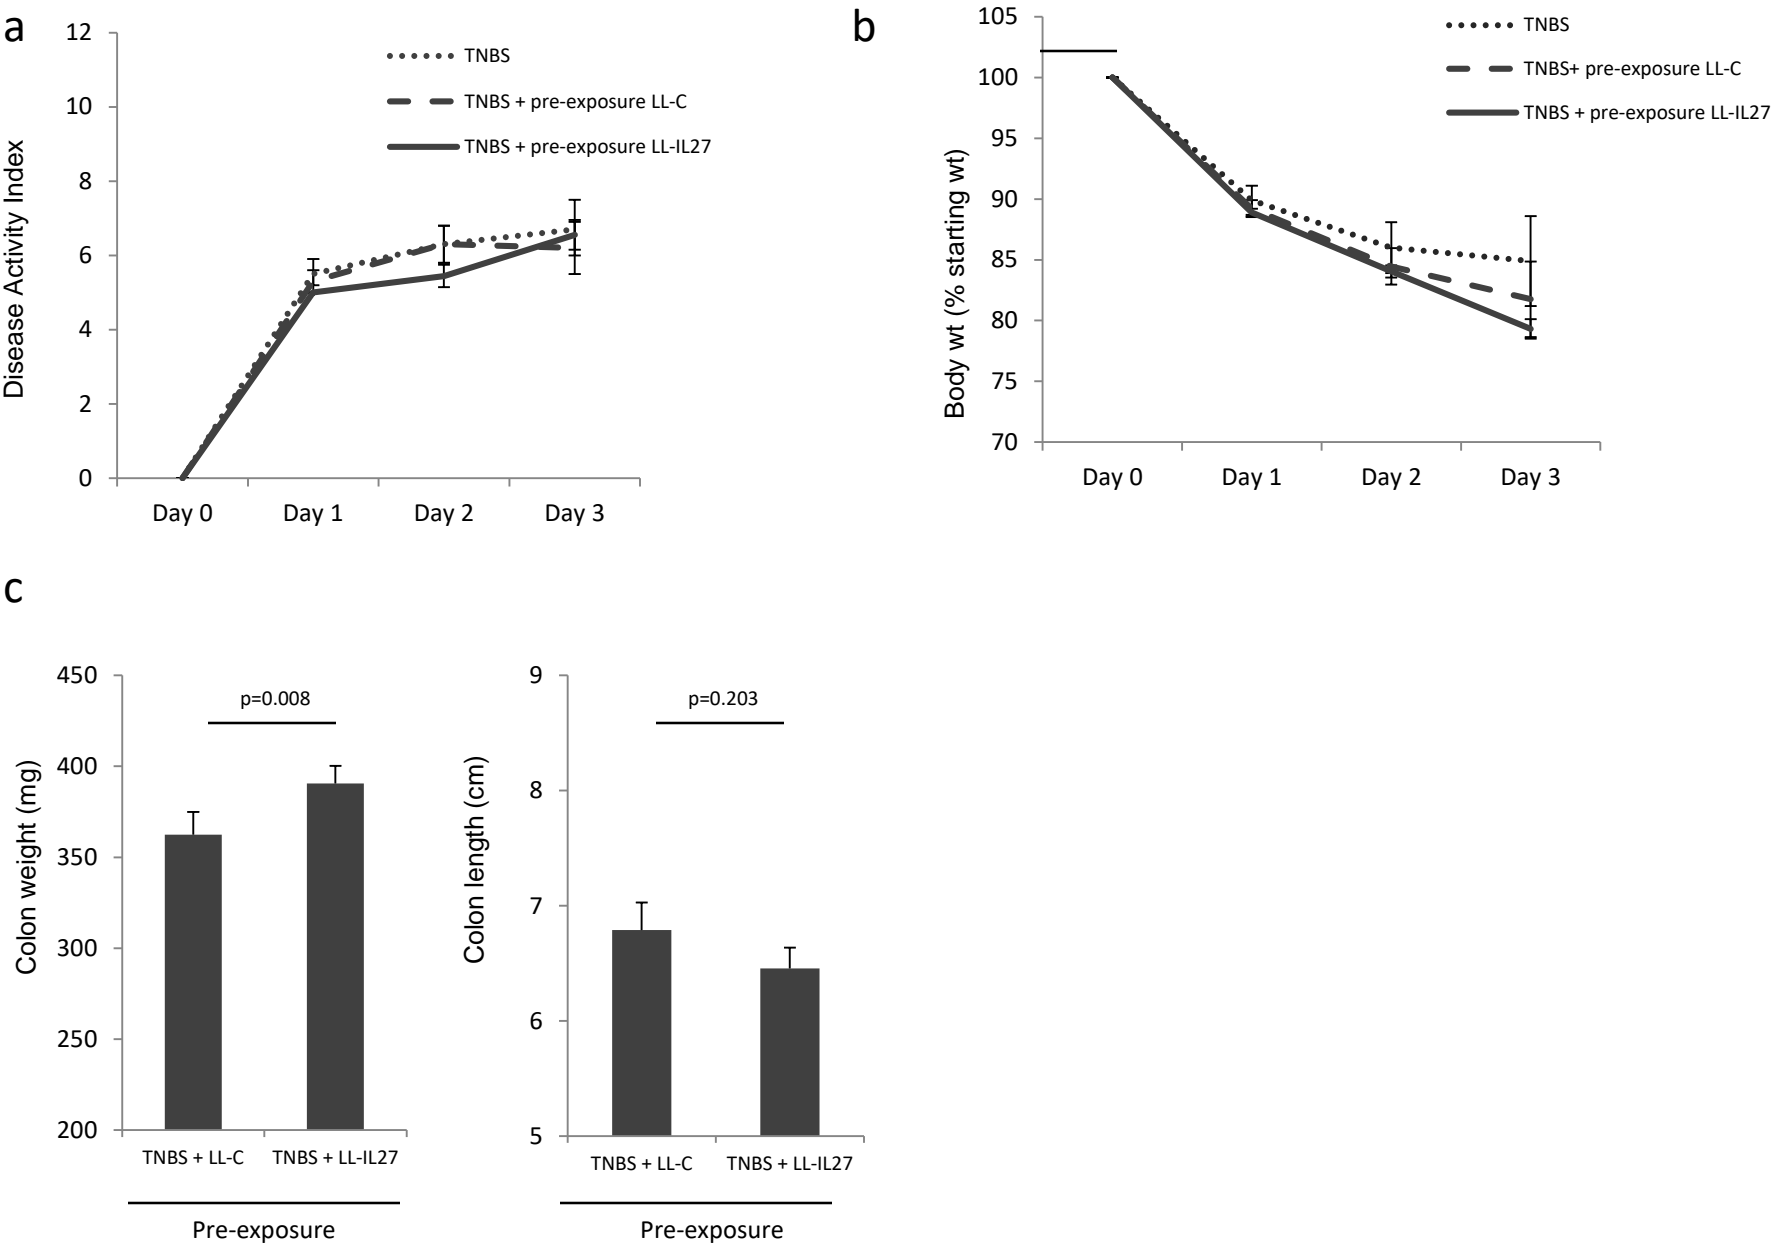 a
12
10
8
6
4
2
0
Disease Activity Index
TNBS
TNBS + pre-exposure LL-C
TNBS + pre-exposure LL-IL27
Day 0 Day 1 Day 2 Day 3
b
105
100
95
90
85
80
75
70
Body wt (% starting wt)
TNBS
TNBS+ pre-exposure LL-C
TNBS + pre-exposure LL-IL27
Day 0 Day 1 Day 2 Day 3
c
450
400
350
300
250
200
Colon weight (mg)
p=0.008
TNBS + LL-C TNBS + LL-IL27
Pre-exposure
9
8
7
6
5
Colon length (cm)
p=0.203
TNBS + LL-C TNBS + LL-IL27
Pre-exposure